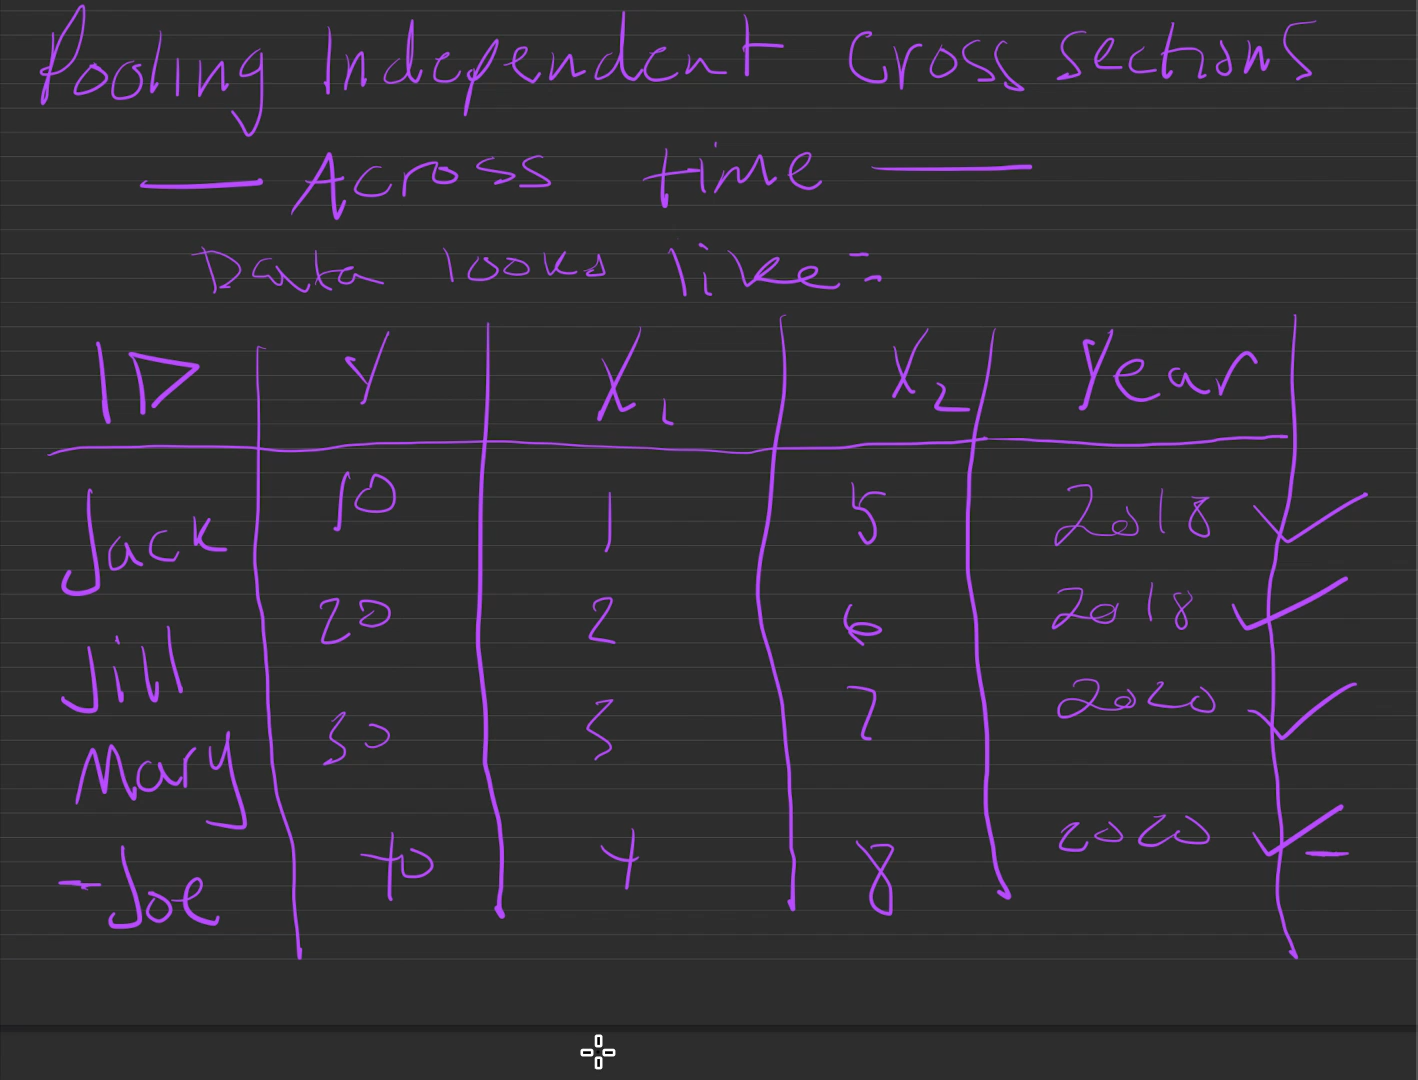 Pooling Independent Cross sections
— Across time —
Data looks like:
ID Y X1 X2 Year
Jack 10 1 5 2018 ✓
Jill 20 2 6 2018 ✓
Mary 30 3 7 2020 ✓
- Joe 40 4 8 2020 ✓ -